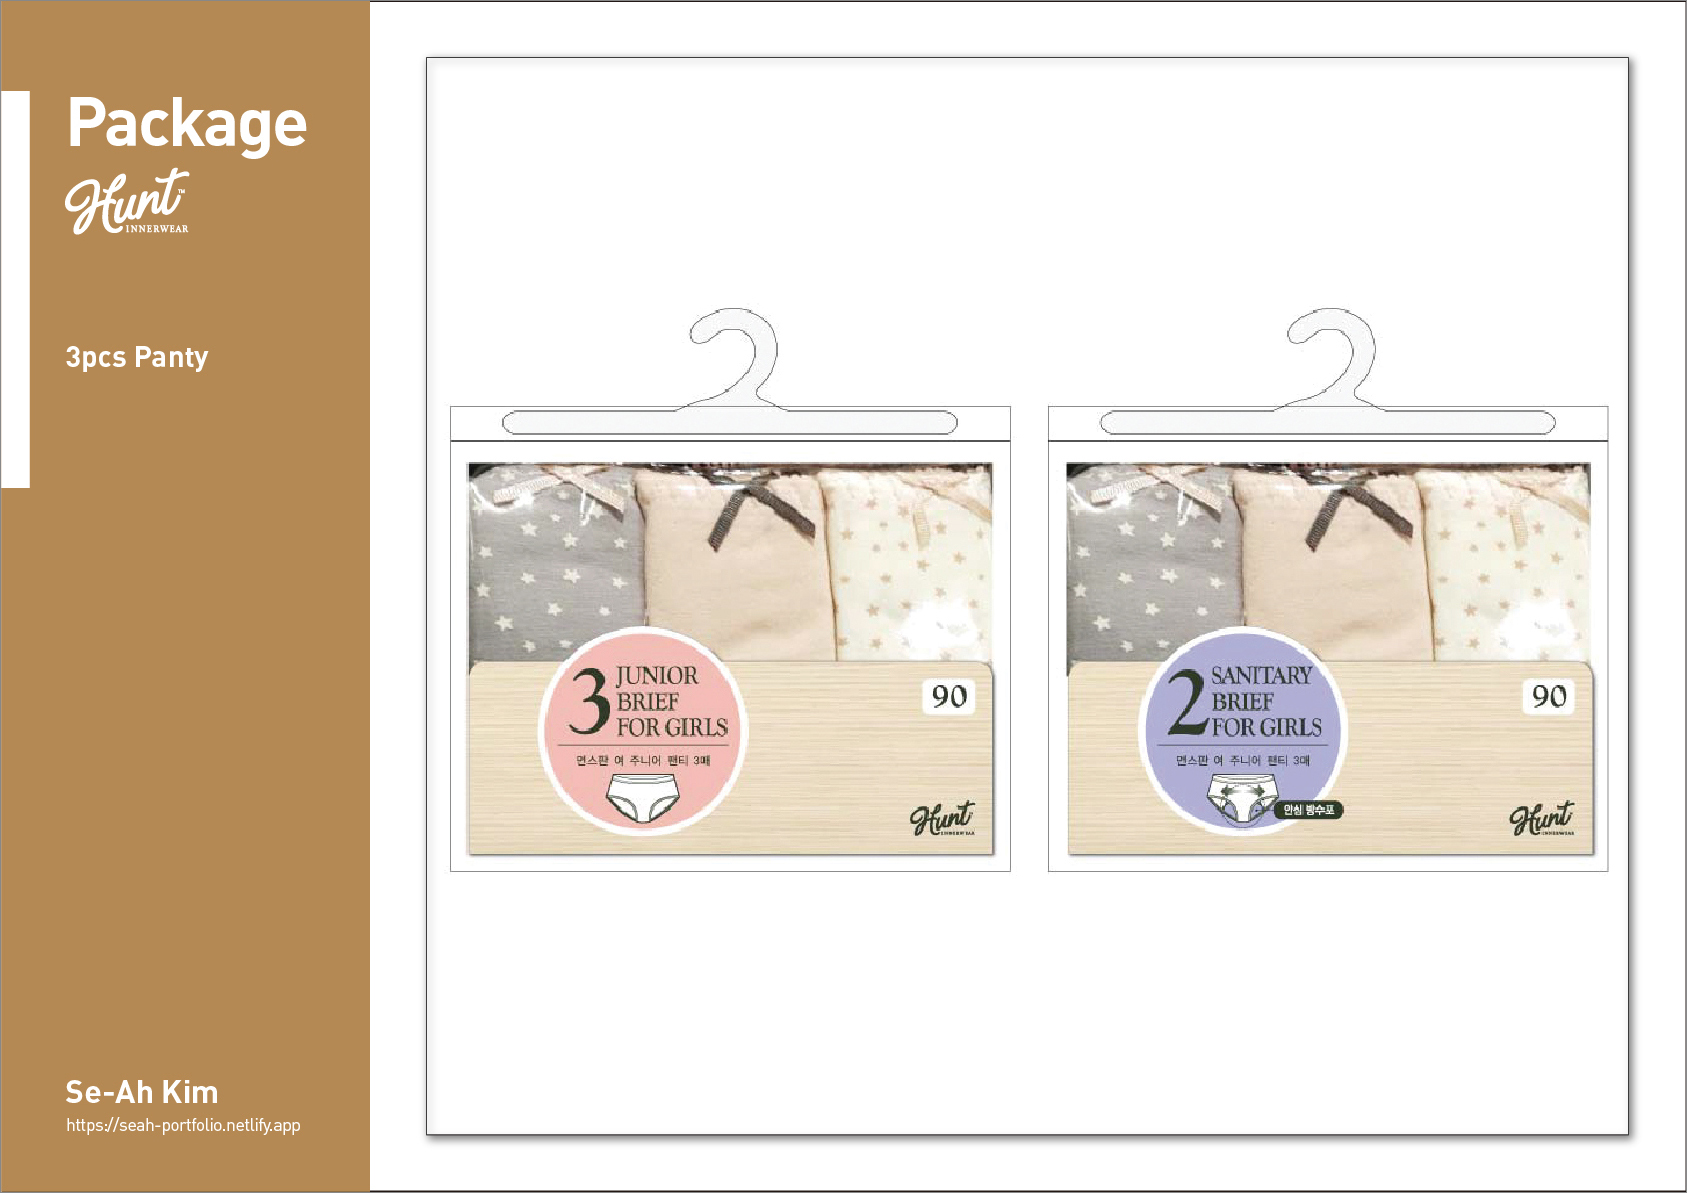 Package
Hunt™
INNERWEAR
3pcs Panty
3 JUNIOR
BRIEF
FOR GIRLS
면스판 여 주니어 팬티 3매
90
Hunt
INNERWEAR
2 SANITARY
BRIEF
FOR GIRLS
면스판 여 주니어 팬티 3매
안심 방수포
90
Hunt
INNERWEAR
Se-Ah Kim
https://seah-portfolio.netlify.app